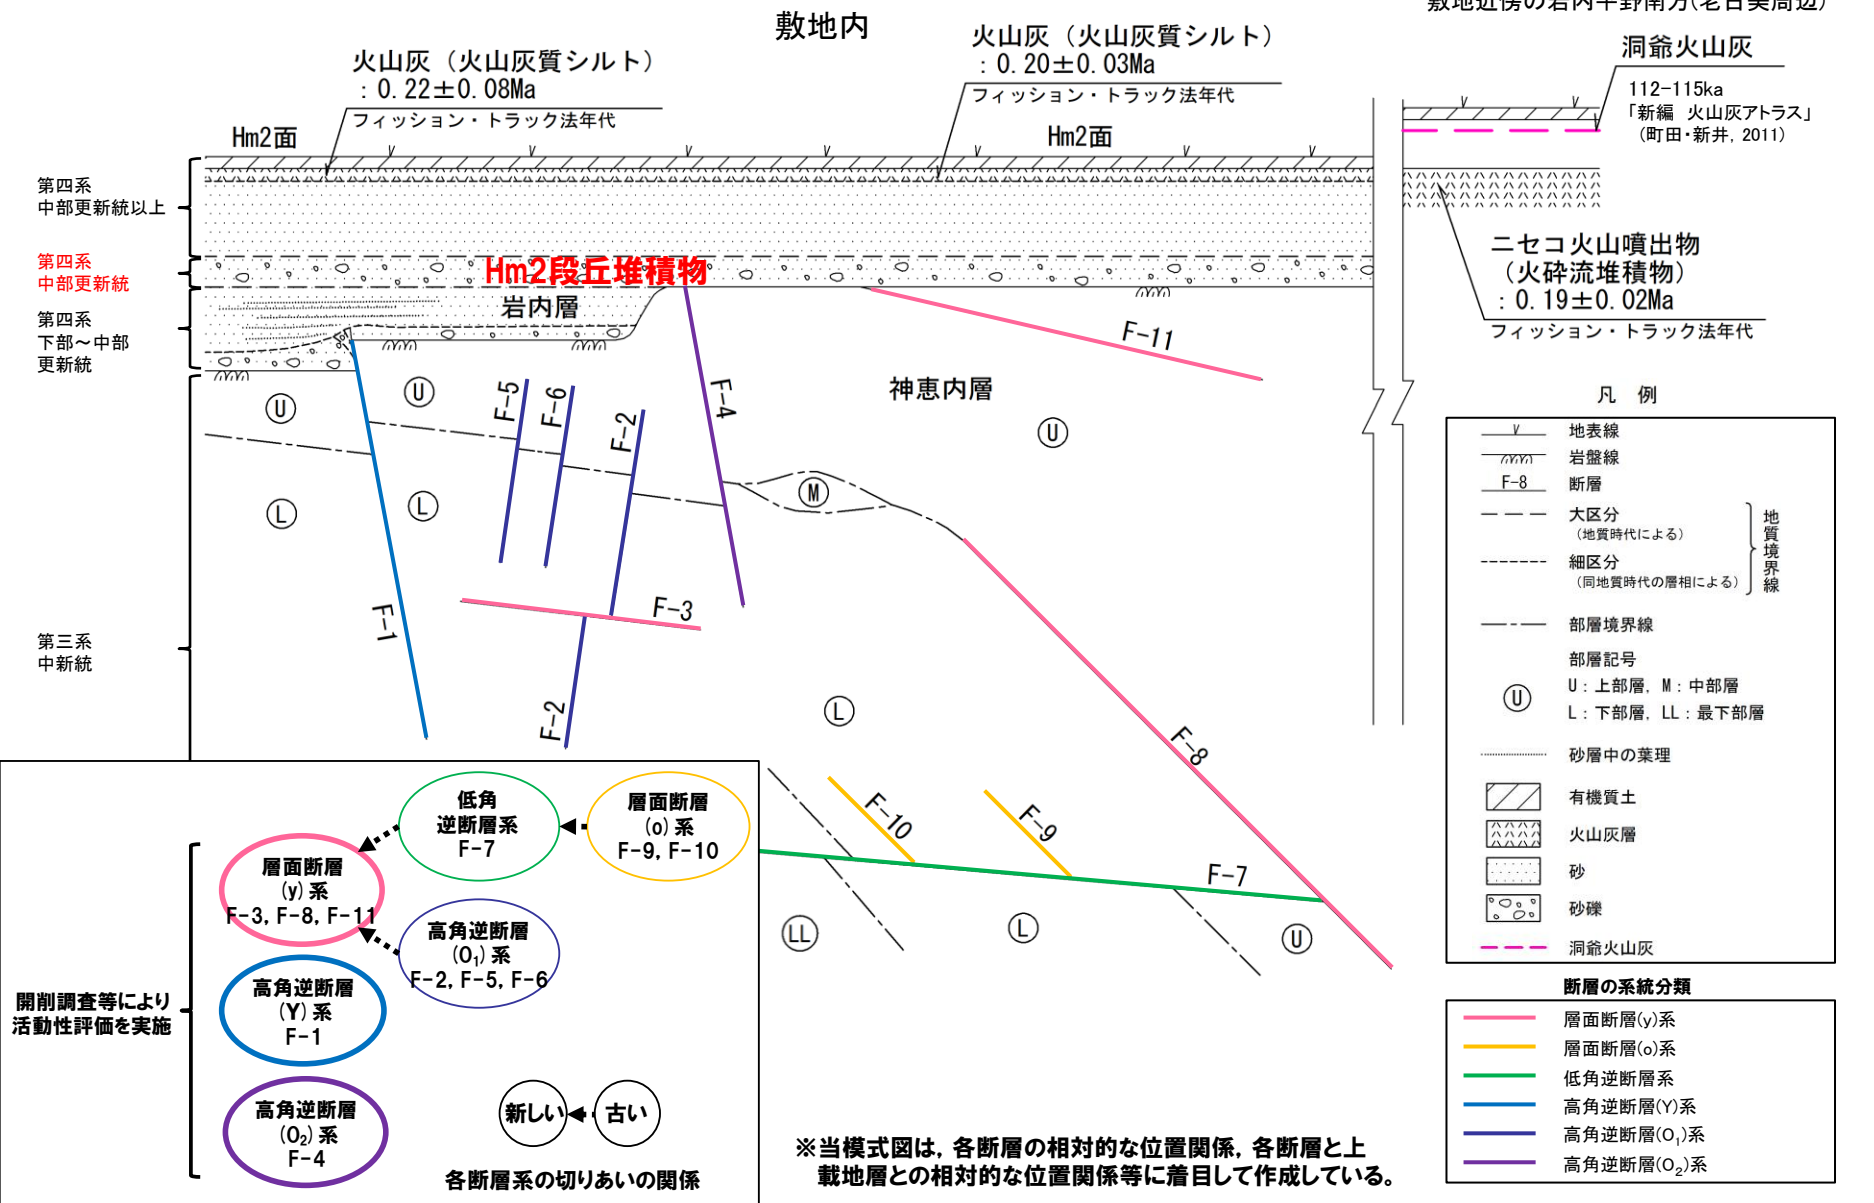 敷地内
敷地近傍の岩内平野南方(老古美周辺)
火山灰（火山灰質シルト）
：0.22±0.08Ma
フィッション・トラック法年代
火山灰（火山灰質シルト）
：0.20±0.03Ma
フィッション・トラック法年代
洞爺火山灰
112-115ka
「新編　火山灰アトラス」
（町田・新井, 2011）
Hm2面
Hm2面
第四系
中部更新統以上
第四系
中部更新統
Hm2段丘堆積物
第四系
下部～中部
更新統
岩内層
ニセコ火山噴出物
（火砕流堆積物）
：0.19±0.02Ma
フィッション・トラック法年代
F-11
神恵内層
F-5
F-6
F-2
F-4
U
U
U
L
L
M
F-1
F-3
第三系
中新統
F-2
L
F-8
F-10
F-9
F-7
LL
L
U
凡　例
地表線
岩盤線
F-8
断層
大区分
（地質時代による）
細区分
（同地質時代の層相による）
地質境界線
部層境界線
部層記号
U
U：上部層, M：中部層
L：下部層, LL：最下部層
砂層中の葉理
有機質土
火山灰層
砂
砂礫
洞爺火山灰
断層の系統分類
層面断層(y)系
層面断層(o)系
低角逆断層系
高角逆断層(Y)系
高角逆断層(O₁)系
高角逆断層(O₂)系
低角
逆断層系
F-7
層面断層
(o)系
F-9, F-10
層面断層
(y)系
F-3, F-8, F-11
高角逆断層
(O₁)系
F-2, F-5, F-6
開削調査等により
活動性評価を実施
高角逆断層
(Y)系
F-1
高角逆断層
(O₂)系
F-4
新しい
古い
各断層系の切りあいの関係
※当模式図は, 各断層の相対的な位置関係, 各断層と上
載地層との相対的な位置関係等に着目して作成している。